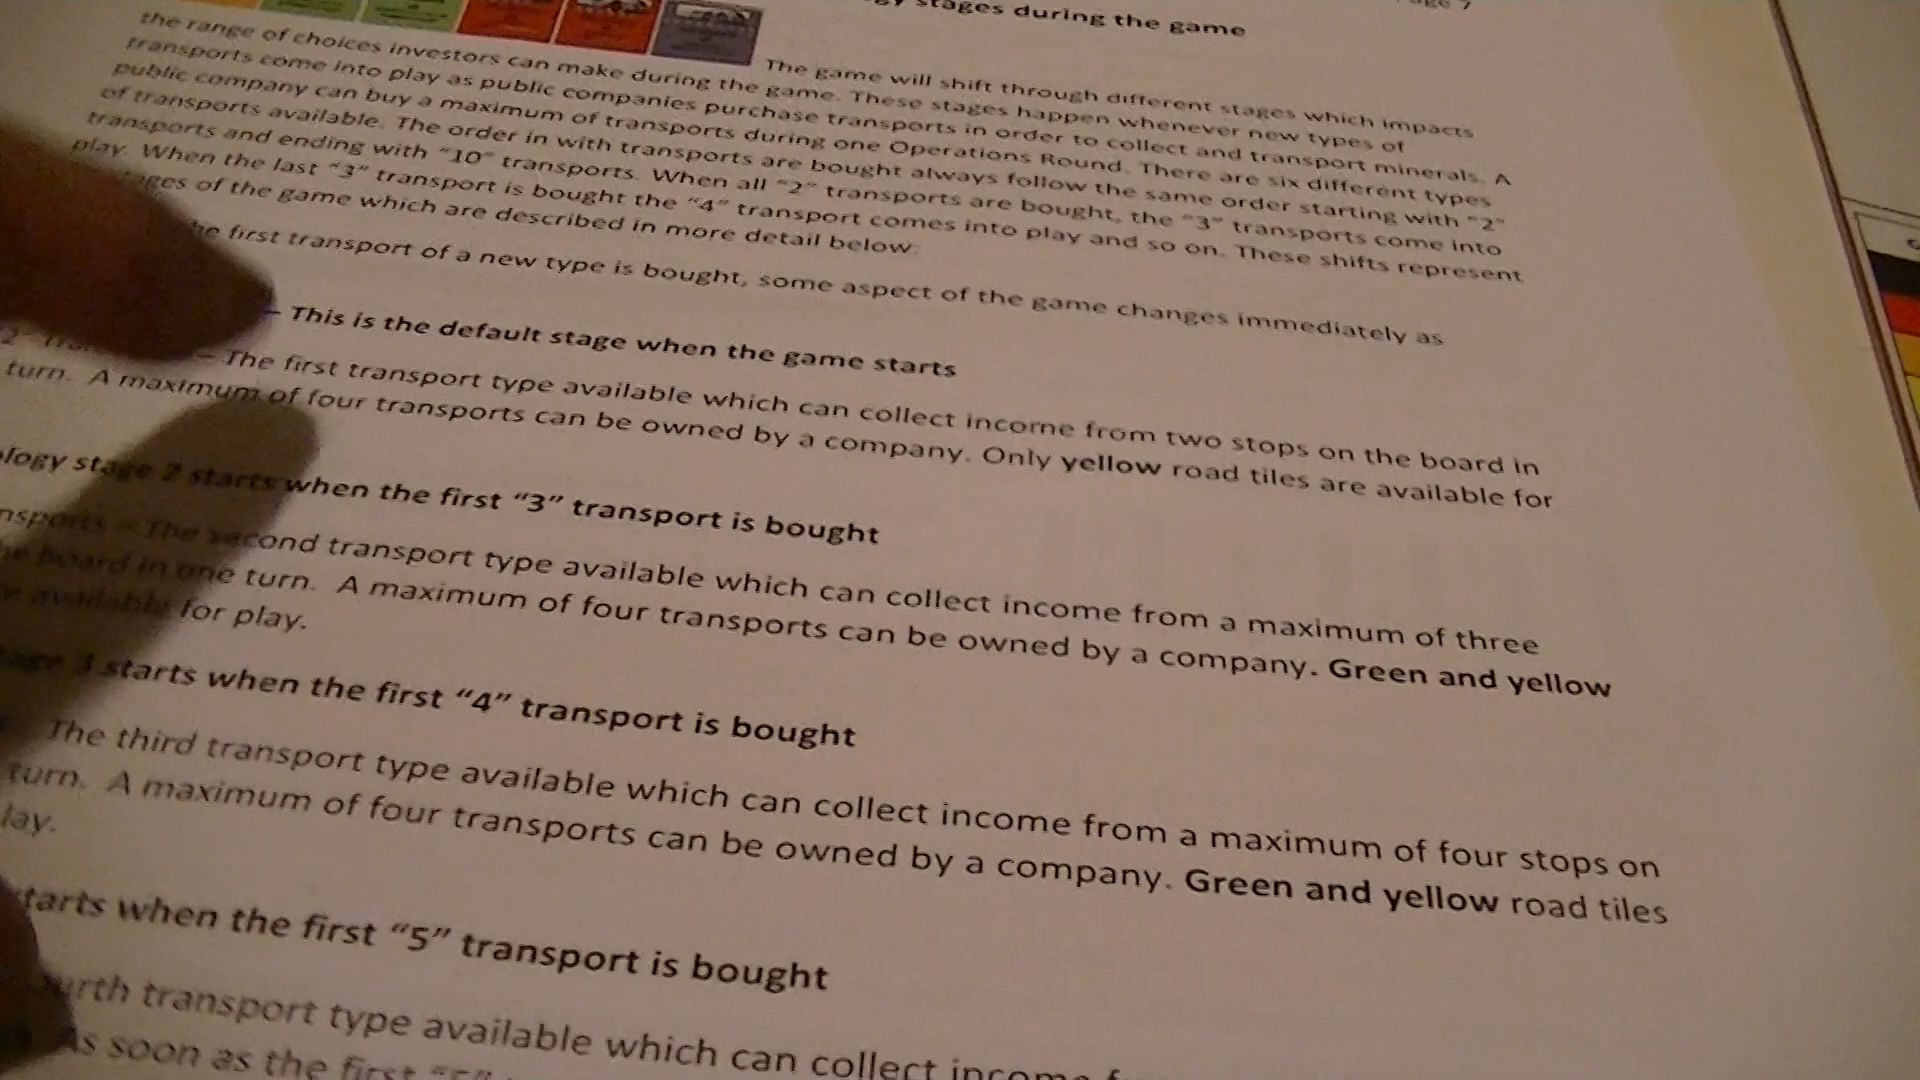 stages during the game
The game will shift through different stages which impacts
the range of choices investors can make during the game. These stages happen whenever new types of
transports come into play as public companies purchase transports in order to collect and transport minerals. A
public company can buy a maximum of transports during one Operations Round. There are six different types
of transports available. The order in with transports are bought always follow the same order starting with "2"
transports and ending with "10" transports. When all "2" transports are bought, the "3" transports come into
play. When the last "3" transport is bought the "4" transport comes into play and so on. These shifts represent
of the game which are described in more detail below.
first transport of a new type is bought, some aspect of the game changes immediately as
– This is the default stage when the game starts
– The first transport type available which can collect income from two stops on the board in
turn. A maximum of four transports can be owned by a company. Only yellow road tiles are available for
stage 2 starts when the first "3" transport is bought
– The second transport type available which can collect income from a maximum of three
board in one turn. A maximum of four transports can be owned by a company. Green and yellow
available for play.
3 starts when the first "4" transport is bought
The third transport type available which can collect income from a maximum of four stops on
turn. A maximum of four transports can be owned by a company. Green and yellow road tiles
when the first "5" transport is bought
transport type available which can collect
As soon as the first